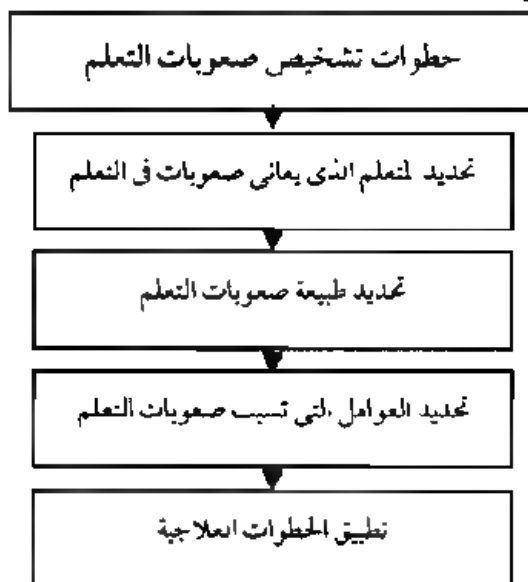 خطوات تشخيص صعوبات التعلم
تحديد المتعلم الذى يعانى صعوبات فى التعلم
تحديد طبيعة صعوبات التعلم
تحديد العوامل التى تسبب صعوبات التعلم
تطبيق الخطوات العلاجية